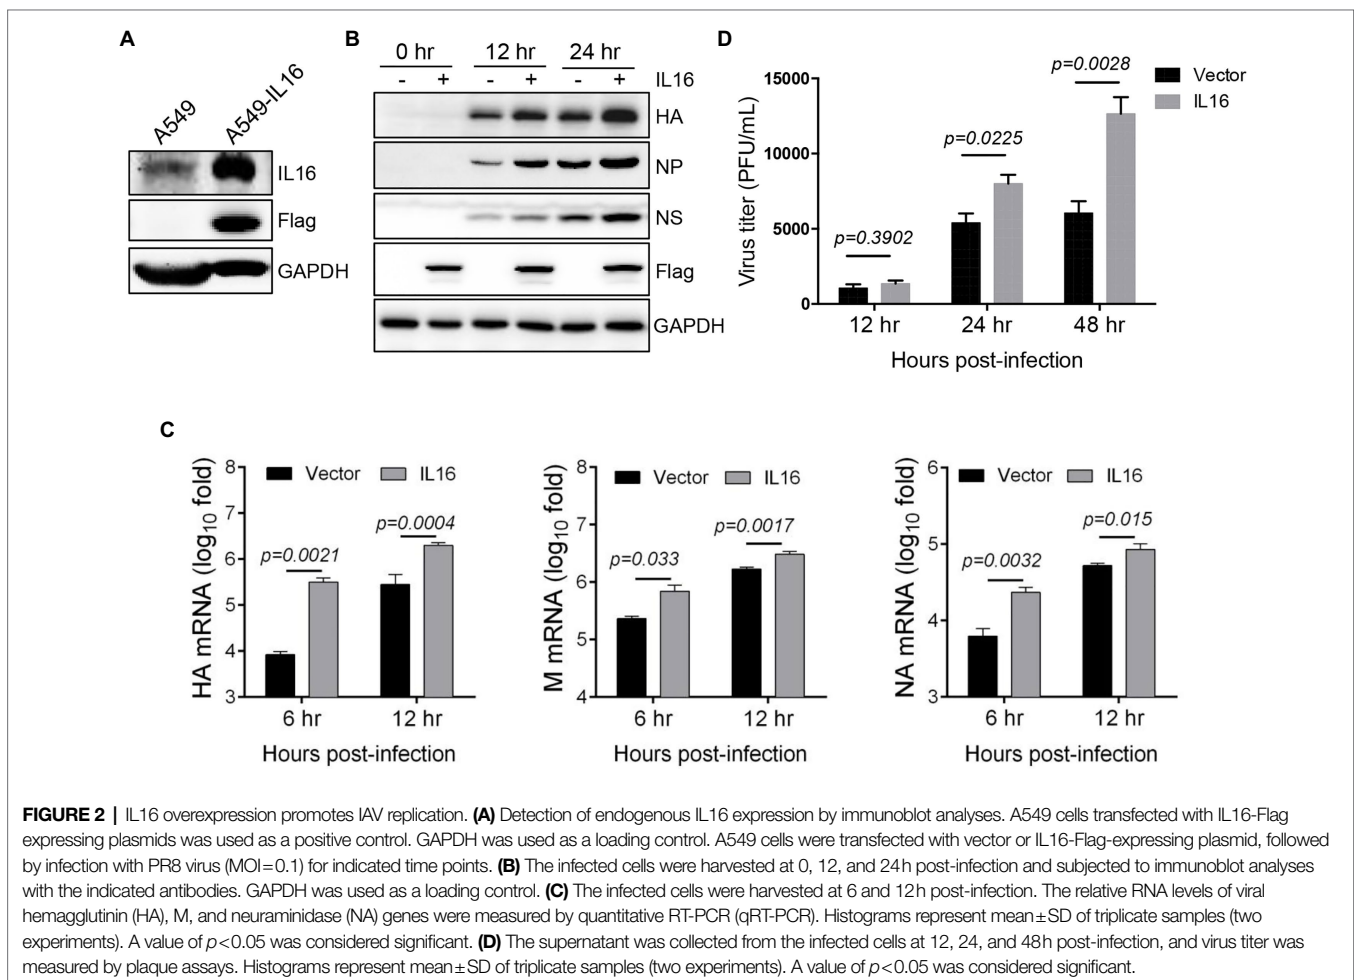 A
A549
A549-IL16
IL16
Flag
GAPDH
B
0 hr 12 hr 24 hr
- + - + - + IL16
HA
NP
NS
Flag
GAPDH
D
Virus titer (PFU/mL)
15000
10000
5000
0
p=0.3902
p=0.0225
p=0.0028
Vector
IL16
12 hr 24 hr 48 hr
Hours post-infection
C
HA mRNA (log10 fold)
8
7
6
5
4
3
Vector IL16
p=0.0021
p=0.0004
6 hr 12 hr
Hours post-infection
M mRNA (log10 fold)
8
7
6
5
4
Vector IL16
p=0.033
p=0.0017
6 hr 12 hr
Hours post-infection
NA mRNA (log10 fold)
6
5
4
3
Vector IL16
p=0.0032
p=0.015
6 hr 12 hr
Hours post-infection
FIGURE 2 | IL16 overexpression promotes IAV replication. (A) Detection of endogenous IL16 expression by immunoblot analyses. A549 cells transfected with IL16-Flag
expressing plasmids was used as a positive control. GAPDH was used as a loading control. A549 cells were transfected with vector or IL16-Flag-expressing plasmid, followed
by infection with PR8 virus (MOI=0.1) for indicated time points. (B) The infected cells were harvested at 0, 12, and 24h post-infection and subjected to immunoblot analyses
with the indicated antibodies. GAPDH was used as a loading control. (C) The infected cells were harvested at 6 and 12h post-infection. The relative RNA levels of viral
hemagglutinin (HA), M, and neuraminidase (NA) genes were measured by quantitative RT-PCR (qRT-PCR). Histograms represent mean±SD of triplicate samples (two
experiments). A value of p<0.05 was considered significant. (D) The supernatant was collected from the infected cells at 12, 24, and 48h post-infection, and virus titer was
measured by plaque assays. Histograms represent mean±SD of triplicate samples (two experiments). A value of p<0.05 was considered significant.